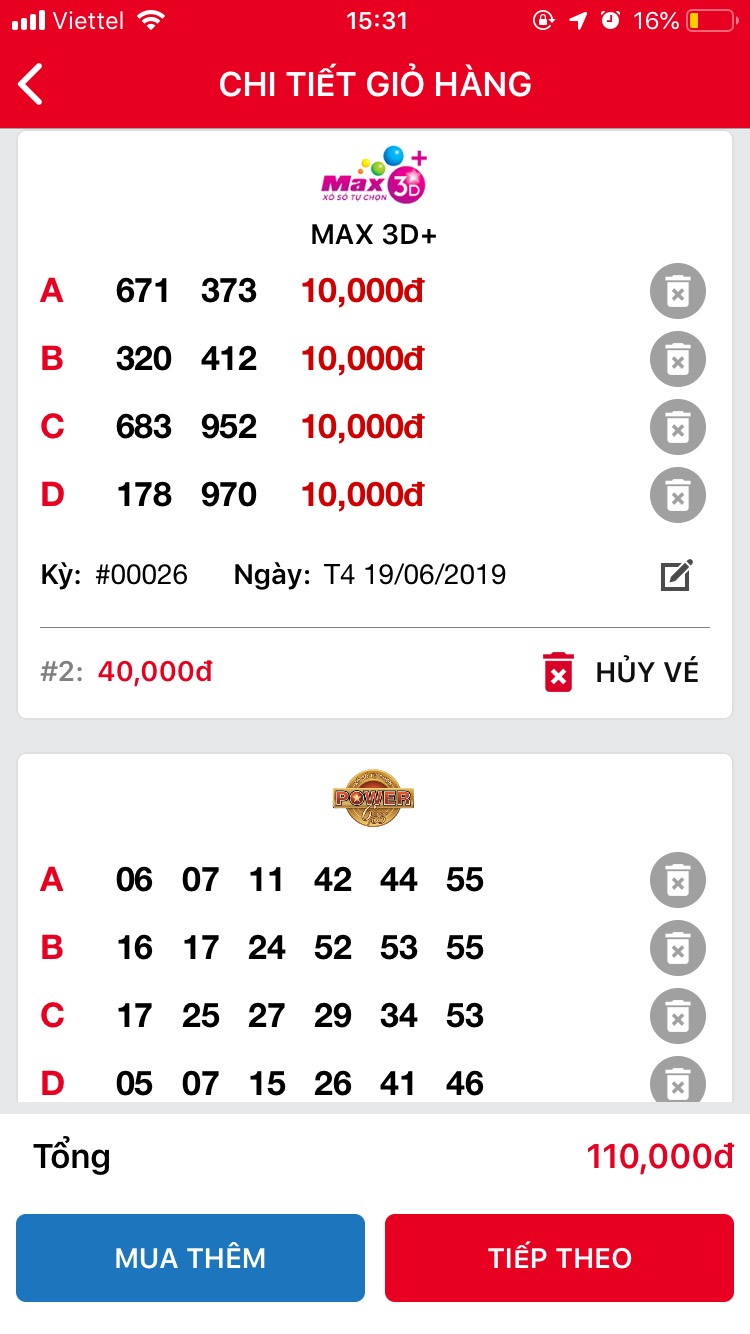 Viettel 15:31 16%
CHI TIẾT GIỎ HÀNG
Max 3D+
XỔ SỐ TỰ CHỌN
MAX 3D+
A 671 373 10,000đ
B 320 412 10,000đ
C 683 952 10,000đ
D 178 970 10,000đ
Kỳ: #00026 Ngày: T4 19/06/2019
#2: 40,000đ HỦY VÉ
POWER
6/55
A 06 07 11 42 44 55
B 16 17 24 52 53 55
C 17 25 27 29 34 53
D 05 07 15 26 41 46
Tổng 110,000đ
MUA THÊM TIẾP THEO